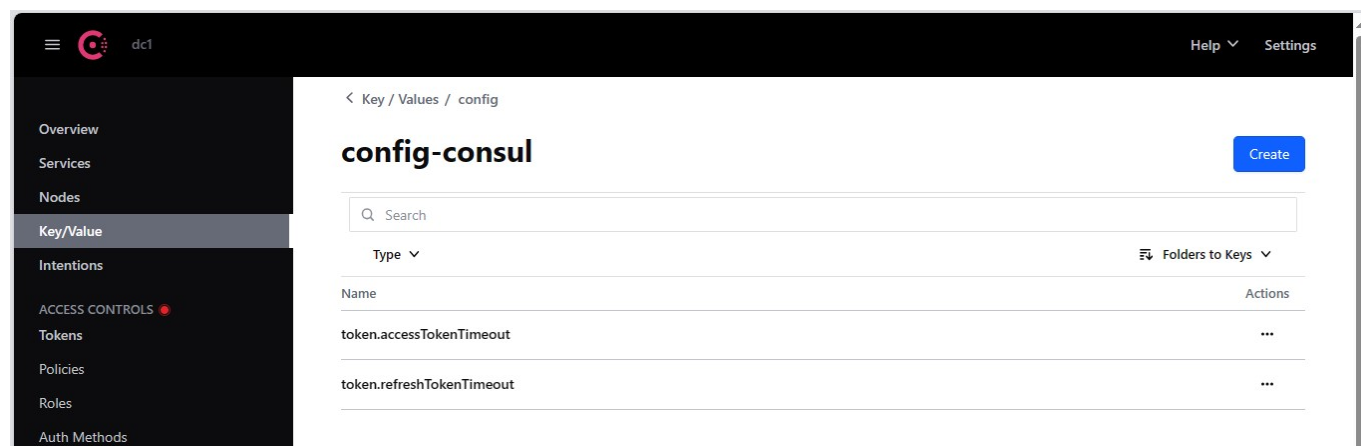 dc1
Help
Settings
Overview
Services
Nodes
Key/Value
Intentions
ACCESS CONTROLS
Tokens
Policies
Roles
Auth Methods
Key / Values / config
config-consul
Create
Search
Type
Folders to Keys
Name
Actions
token.accessTokenTimeout
token.refreshTokenTimeout